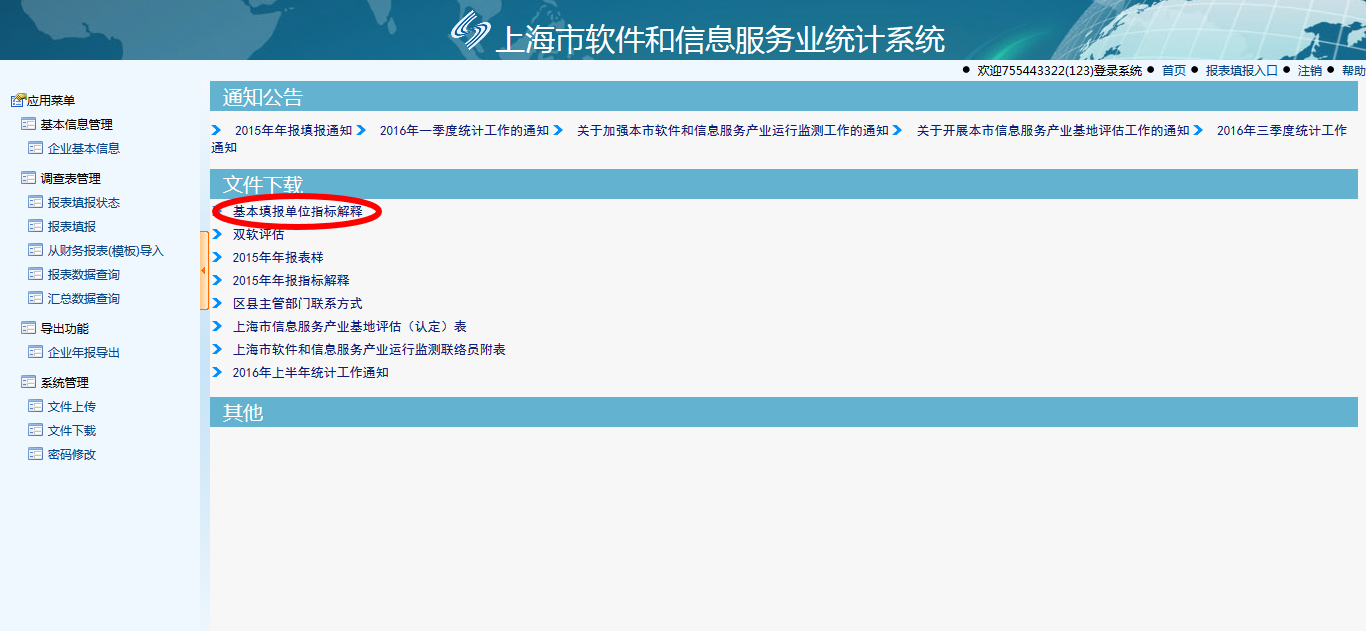 上海市软件和信息服务业统计系统
欢迎755443322(123)登录系统 首页 报表填报入口 注销 帮助
应用菜单
基本信息管理
企业基本信息
调查表管理
报表填报状态
报表填报
从财务报表(模板)导入
报表数据查询
汇总数据查询
导出功能
企业年报导出
系统管理
文件上传
文件下载
密码修改
通知公告
2015年年报填报通知 2016年一季度统计工作的通知 关于加强本市软件和信息服务产业运行监测工作的通知 关于开展本市信息服务产业基地评估工作的通知 2016年三季度统计工作
通知
文件下载
基本填报单位指标解释
双软评估
2015年年报表样
2015年年报指标解释
区县主管部门联系方式
上海市信息服务产业基地评估（认定）表
上海市软件和信息服务产业运行监测联络员附表
2016年上半年统计工作通知
其他